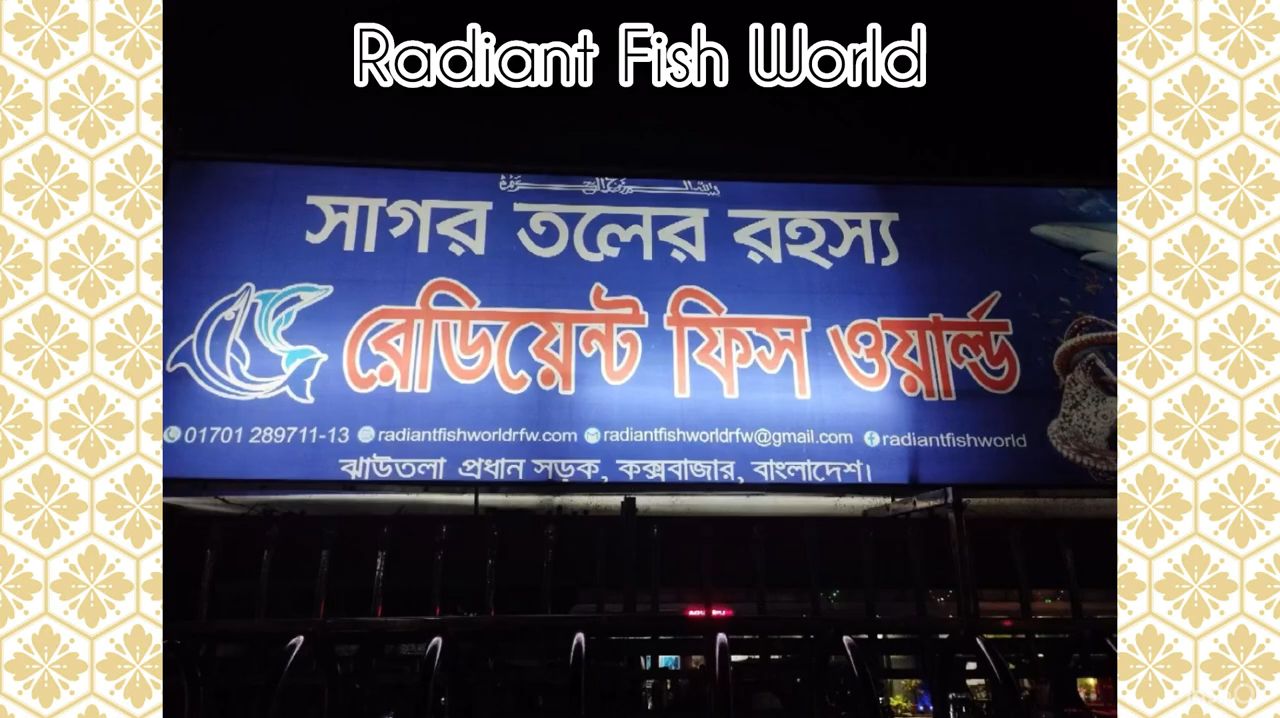 Radiant Fish World
সাগর তলের রহস্য
রেডিয়েন্ট ফিস ওয়ার্ল্ড
01701 289711-13 radiantfishworldrfw.com radiantfishworldrfw@gmail.com radiantfishworld
ঝাউতলা প্রধান সড়ক, কক্সবাজার, বাংলাদেশ।